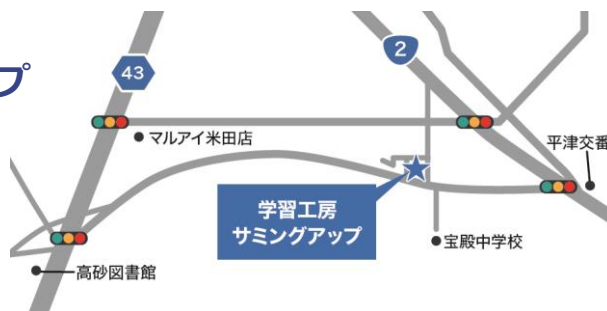 プ
43
2
マルアイ米田店
平津交番
学習工房
サミングアップ
宝殿中学校
高砂図書館